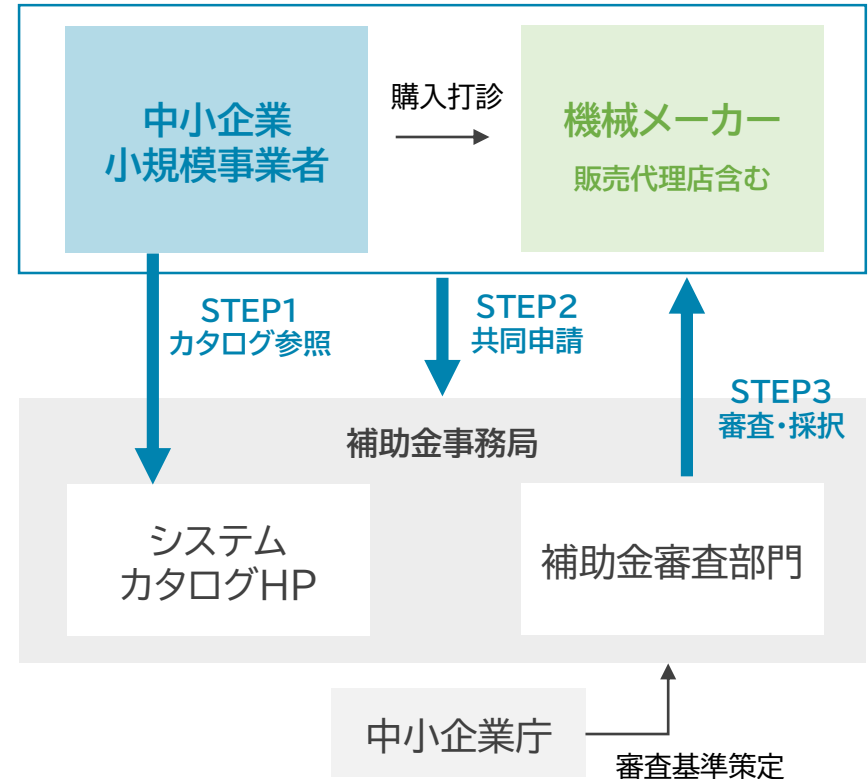 中小企業
小規模事業者
購入打診
機械メーカー
販売代理店含む
STEP1
カタログ参照
STEP2
共同申請
STEP3
審査・採択
補助金事務局
システム
カタログHP
補助金審査部門
中小企業庁
審査基準策定